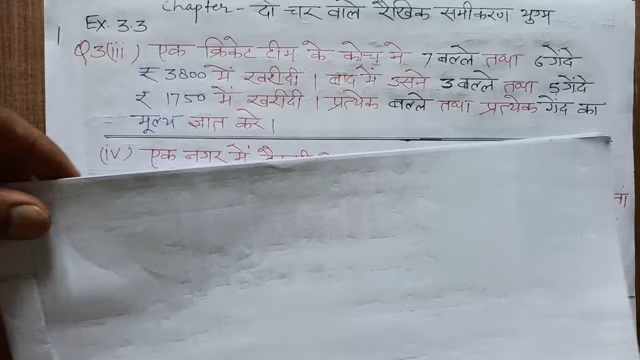 Chapter - दो चर वाले रैखिक समीकरण युग्म
1 Ex. 3.3
Q3(iii) एक क्रिकेट टीम के कोच ने 7 बल्ले तथा 6 गेंदे
₹ 3800 में खरीदी । बाद में उसने 3 बल्ले तथा 5 गेंदे
₹ 1750 में खरीदी । प्रत्येक बल्ले तथा प्रत्येक गेंद का
मूल्य ज्ञात करे ।
(iv) एक नगर में